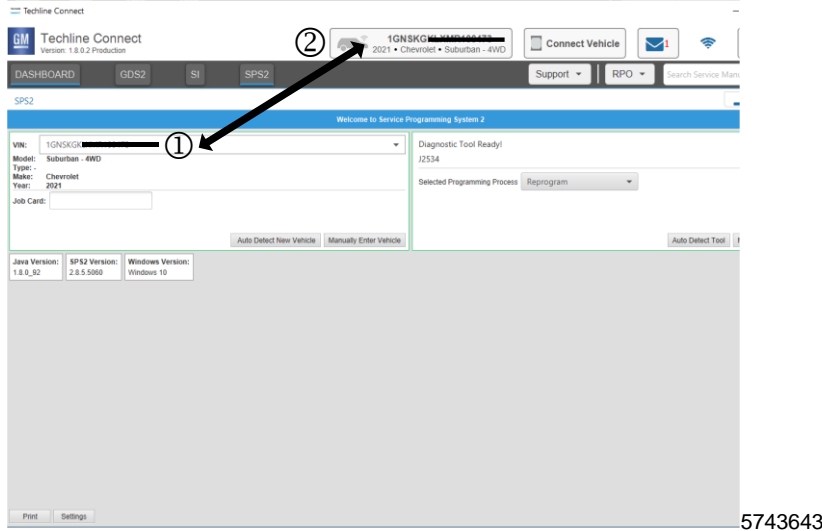 Techline Connect
GM Techline Connect
Version: 1.8.0.2 Production
② 1GNSKGKLXMR100473
2021 • Chevrolet • Suburban - 4WD
Connect Vehicle
1
DASHBOARD GDS2 SI SPS2
Support RPO Search Service Man
SPS2
Welcome to Service Programming System 2
VIN: 1GNSKGK ①
Model: Suburban - 4WD
Type: -
Make: Chevrolet
Year: 2021
Job Card:
Auto Detect New Vehicle Manually Enter Vehicle
Diagnostic Tool Ready!
J2534
Selected Programming Process Reprogram
Auto Detect Tool
Java Version: SPS2 Version: Windows Version:
1.8.0_92 2.8.5.5060 Windows 10
Print Settings
5743643